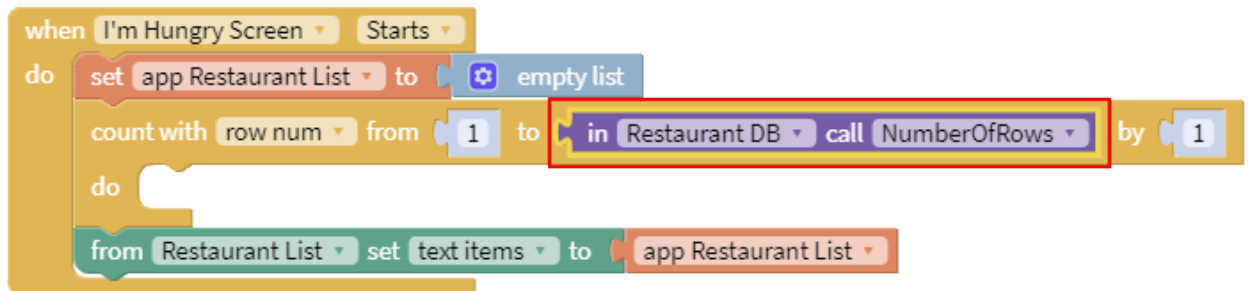 when I'm Hungry Screen Starts
do set app Restaurant List to empty list
count with row num from 1 to in Restaurant DB call NumberOfRows by 1
do
from Restaurant List set text items to app Restaurant List